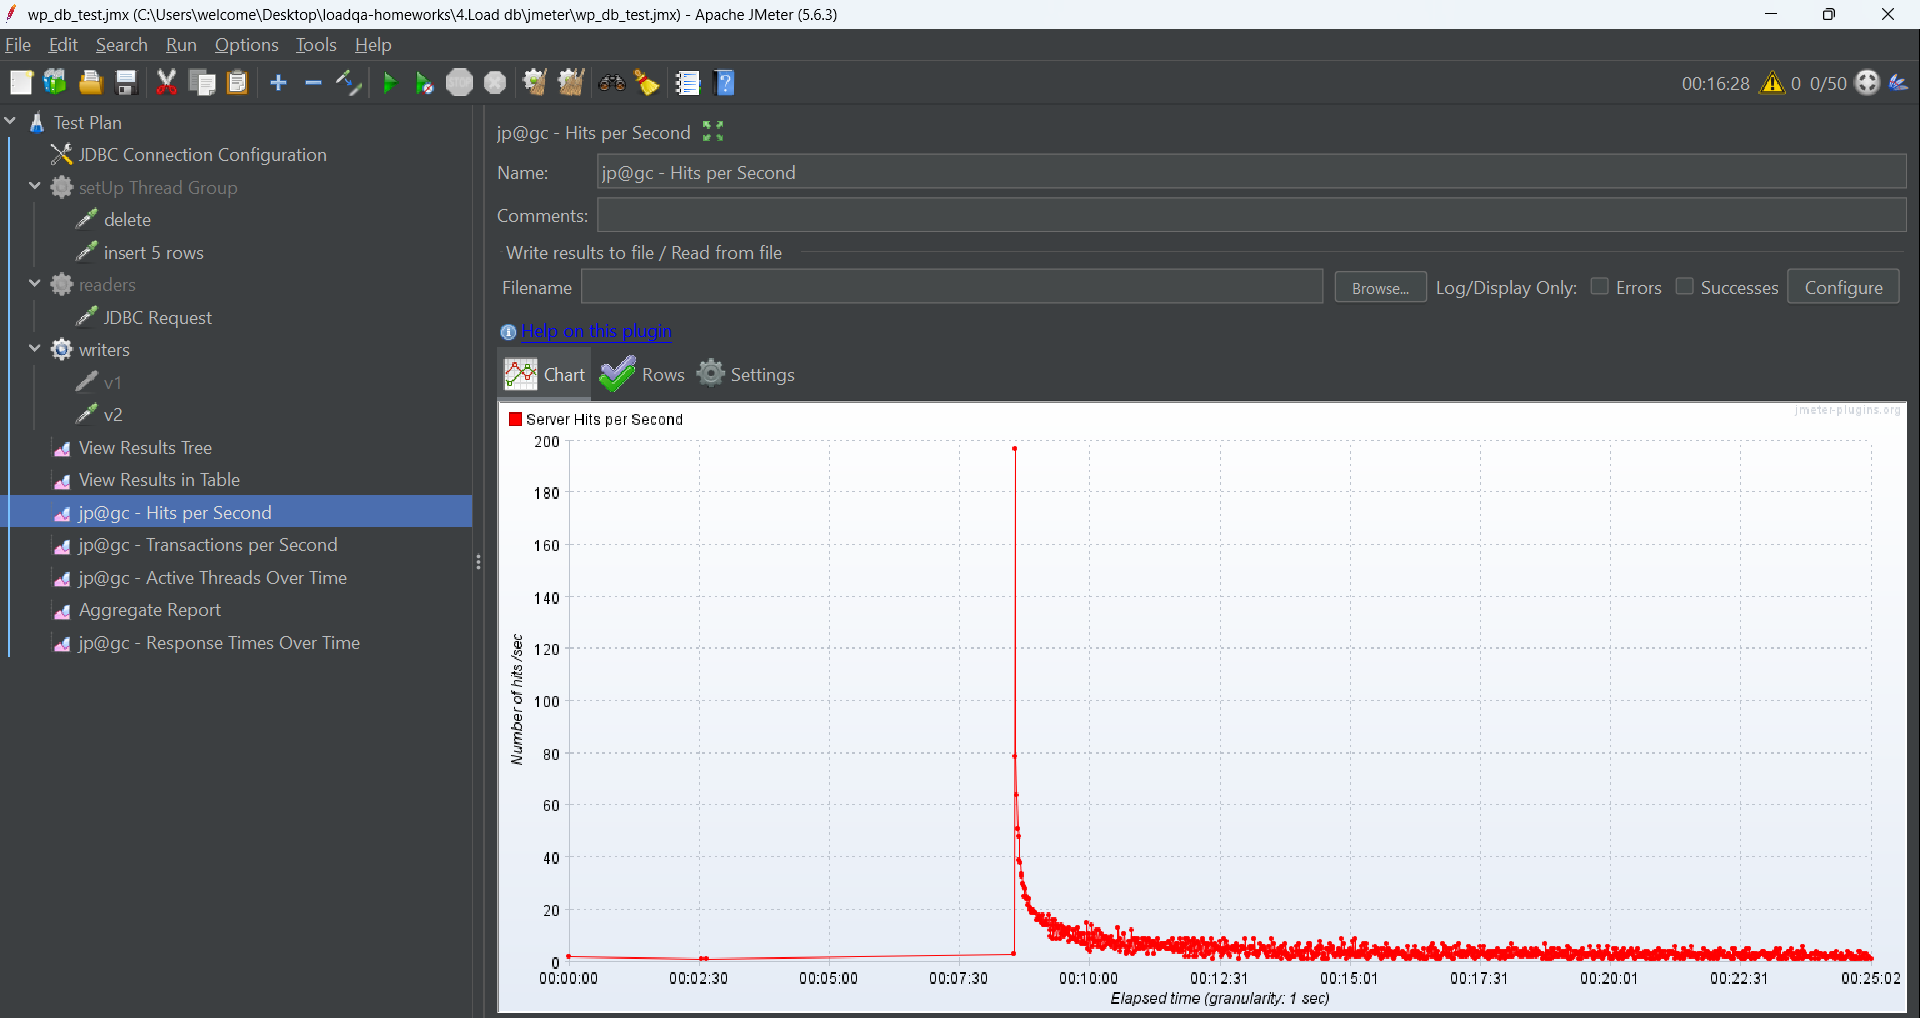 wp_db_test.jmx (C:\Users\welcome\Desktop\loadqa-homeworks\4.Load db\jmeter\wp_db_test.jmx) - Apache JMeter (5.6.3)
File Edit Search Run Options Tools Help
STOP
00:16:28 0 0/50
Test Plan
JDBC Connection Configuration
setUp Thread Group
delete
insert 5 rows
readers
JDBC Request
writers
v1
v2
View Results Tree
View Results in Table
jp@gc - Hits per Second
jp@gc - Transactions per Second
jp@gc - Active Threads Over Time
Aggregate Report
jp@gc - Response Times Over Time
jp@gc - Hits per Second
Name: jp@gc - Hits per Second
Comments:
Write results to file / Read from file
Filename Browse... Log/Display Only: Errors Successes Configure
Help on this plugin
Chart Rows Settings
jmeter-plugins.org
Server Hits per Second
200
180
160
140
120
100
80
60
40
20
0
Number of hits /sec
00:00:00 00:02:30 00:05:00 00:07:30 00:10:00 00:12:31 00:15:01 00:17:31 00:20:01 00:22:31 00:25:02
Elapsed time (granularity: 1 sec)